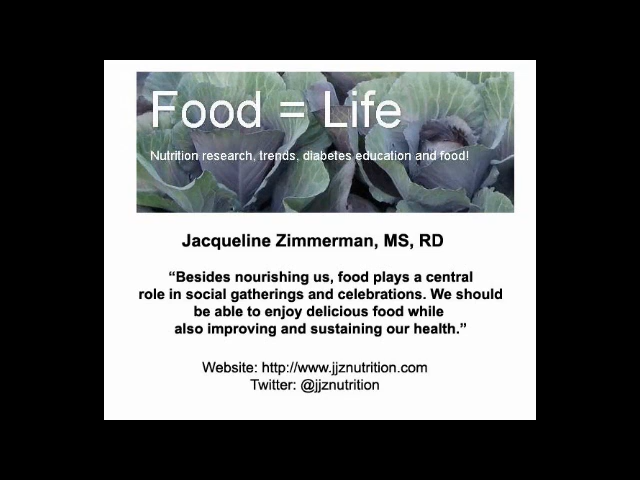 Food = Life
Nutrition research, trends, diabetes education and food!
Jacqueline Zimmerman, MS, RD
“Besides nourishing us, food plays a central
role in social gatherings and celebrations. We should
be able to enjoy delicious food while
also improving and sustaining our health.”
Website: http://www.jjznutrition.com
Twitter: @jjznutrition